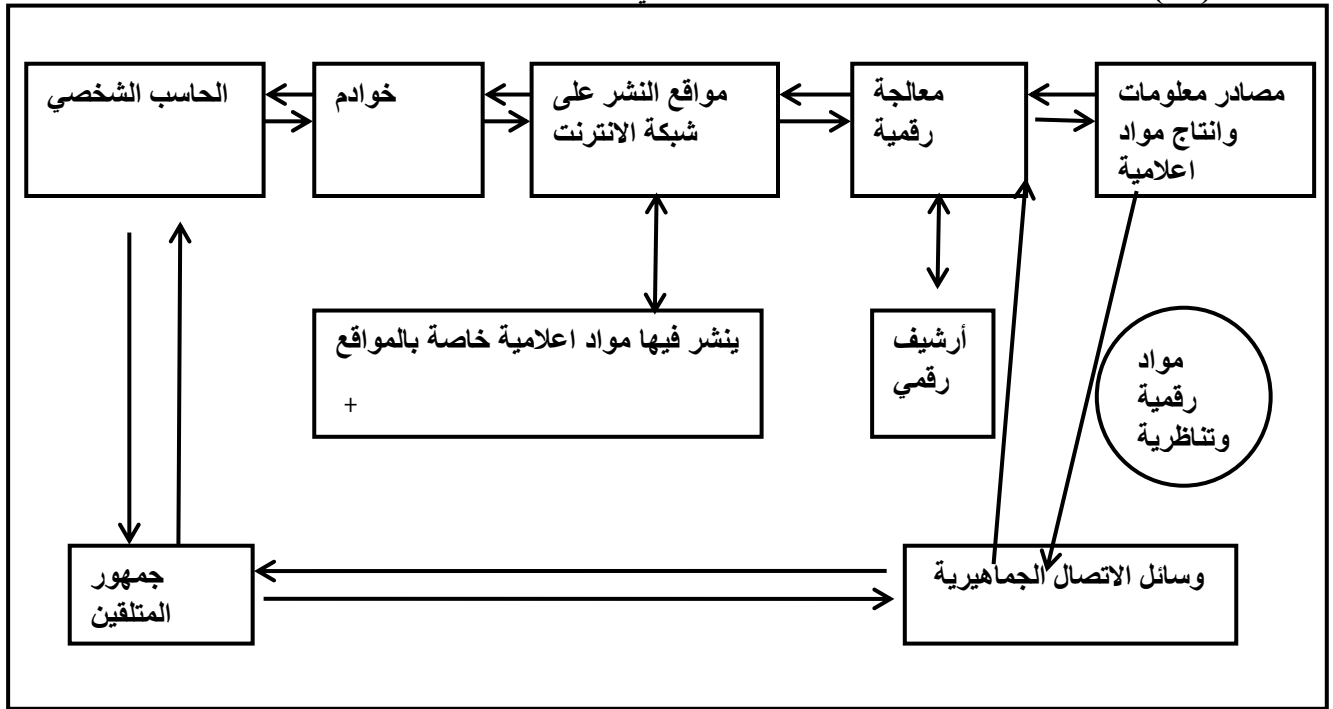 مصادر معلومات
وانتاج مواد
اعلامية
معالجة
رقمية
مواقع النشر على
شبكة الانترنت
خوادم
الحاسب الشخصي
مواد
رقمية
وتناظرية
أرشيف
رقمي
ينشر فيها مواد اعلامية خاصة بالمواقع
+
وسائل الاتصال الجماهيرية
جمهور
المتلقين